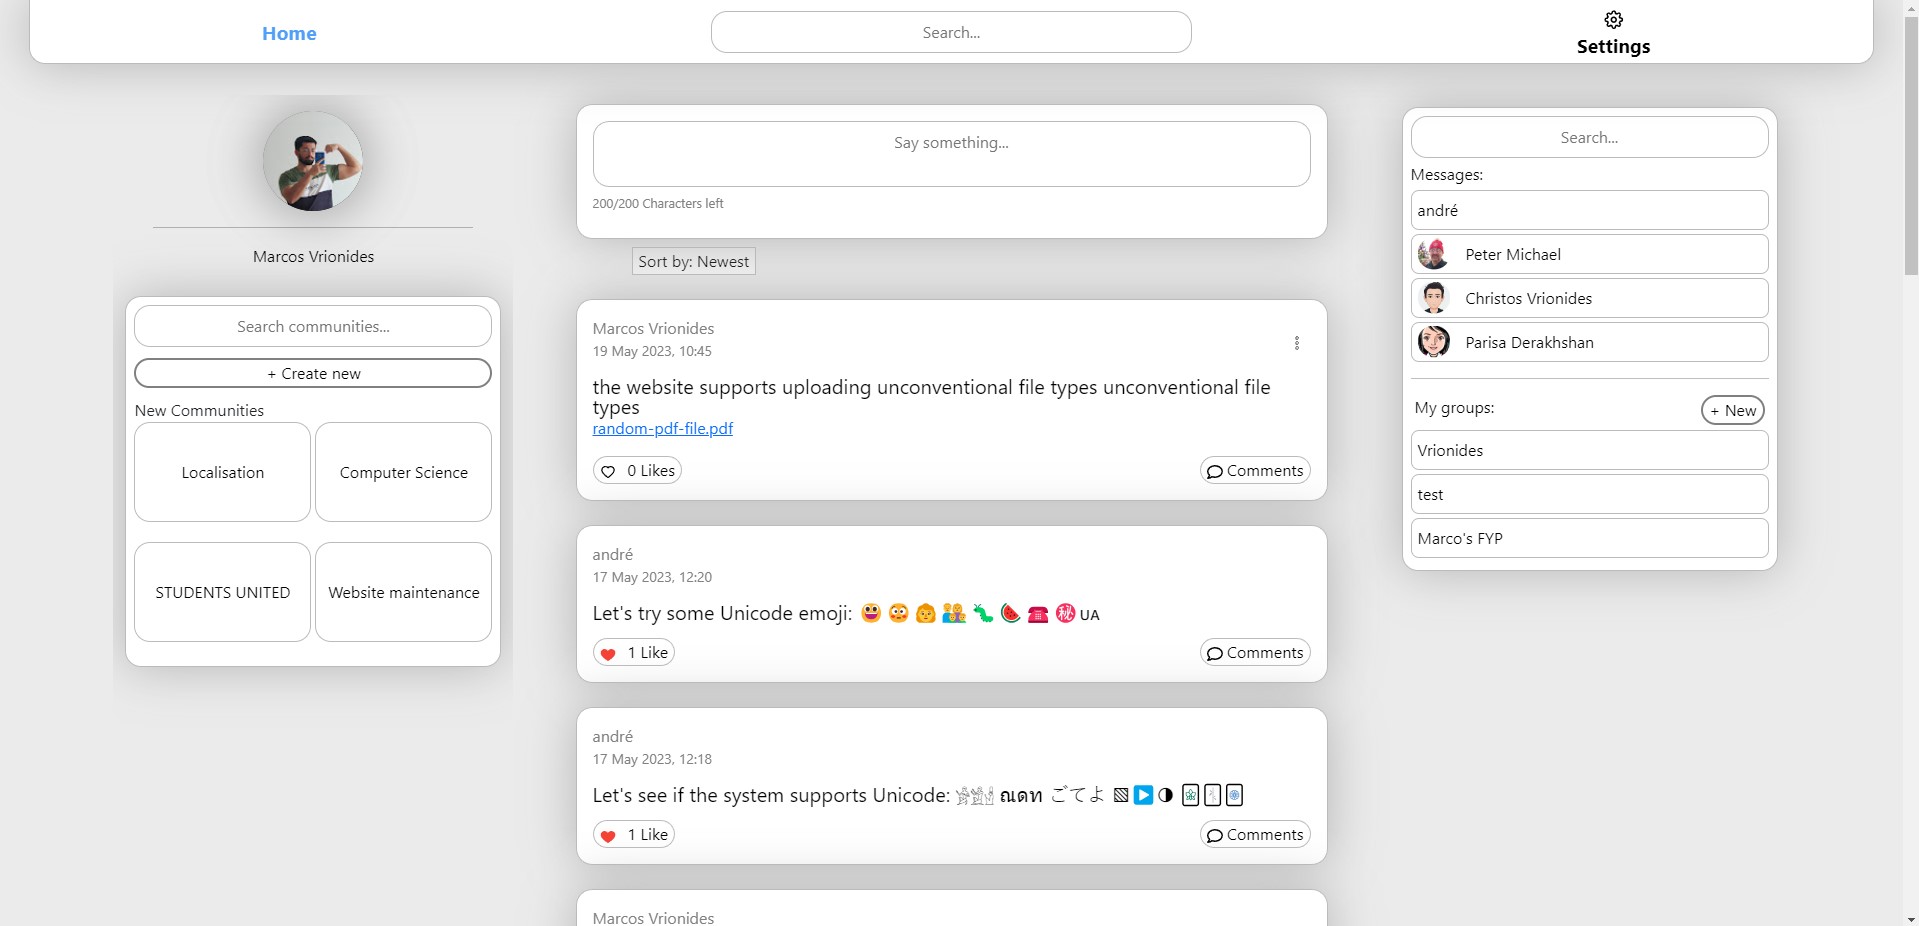 Home
Search...
Settings
Marcos Vrionides
Search communities...
+ Create new
New Communities
Localisation
Computer Science
STUDENTS UNITED
Website maintenance
Say something...
200/200 Characters left
Sort by: Newest
Marcos Vrionides
19 May 2023, 10:45
the website supports uploading unconventional file types unconventional file
types
random-pdf-file.pdf
0 Likes
Comments
andré
17 May 2023, 12:20
Let's try some Unicode emoji: 😃 😳 👩‍🦰 👨‍👩‍👦 🐛 🍉 ☎️ ㊙️ UA
1 Like
Comments
andré
17 May 2023, 12:18
Let's see if the system supports Unicode: ณดท ごてよ ▧ ▶️ ◑
1 Like
Comments
Marcos Vrionides
Search...
Messages:
andré
Peter Michael
Christos Vrionides
Parisa Derakhshan
My groups:
+ New
Vrionides
test
Marco's FYP